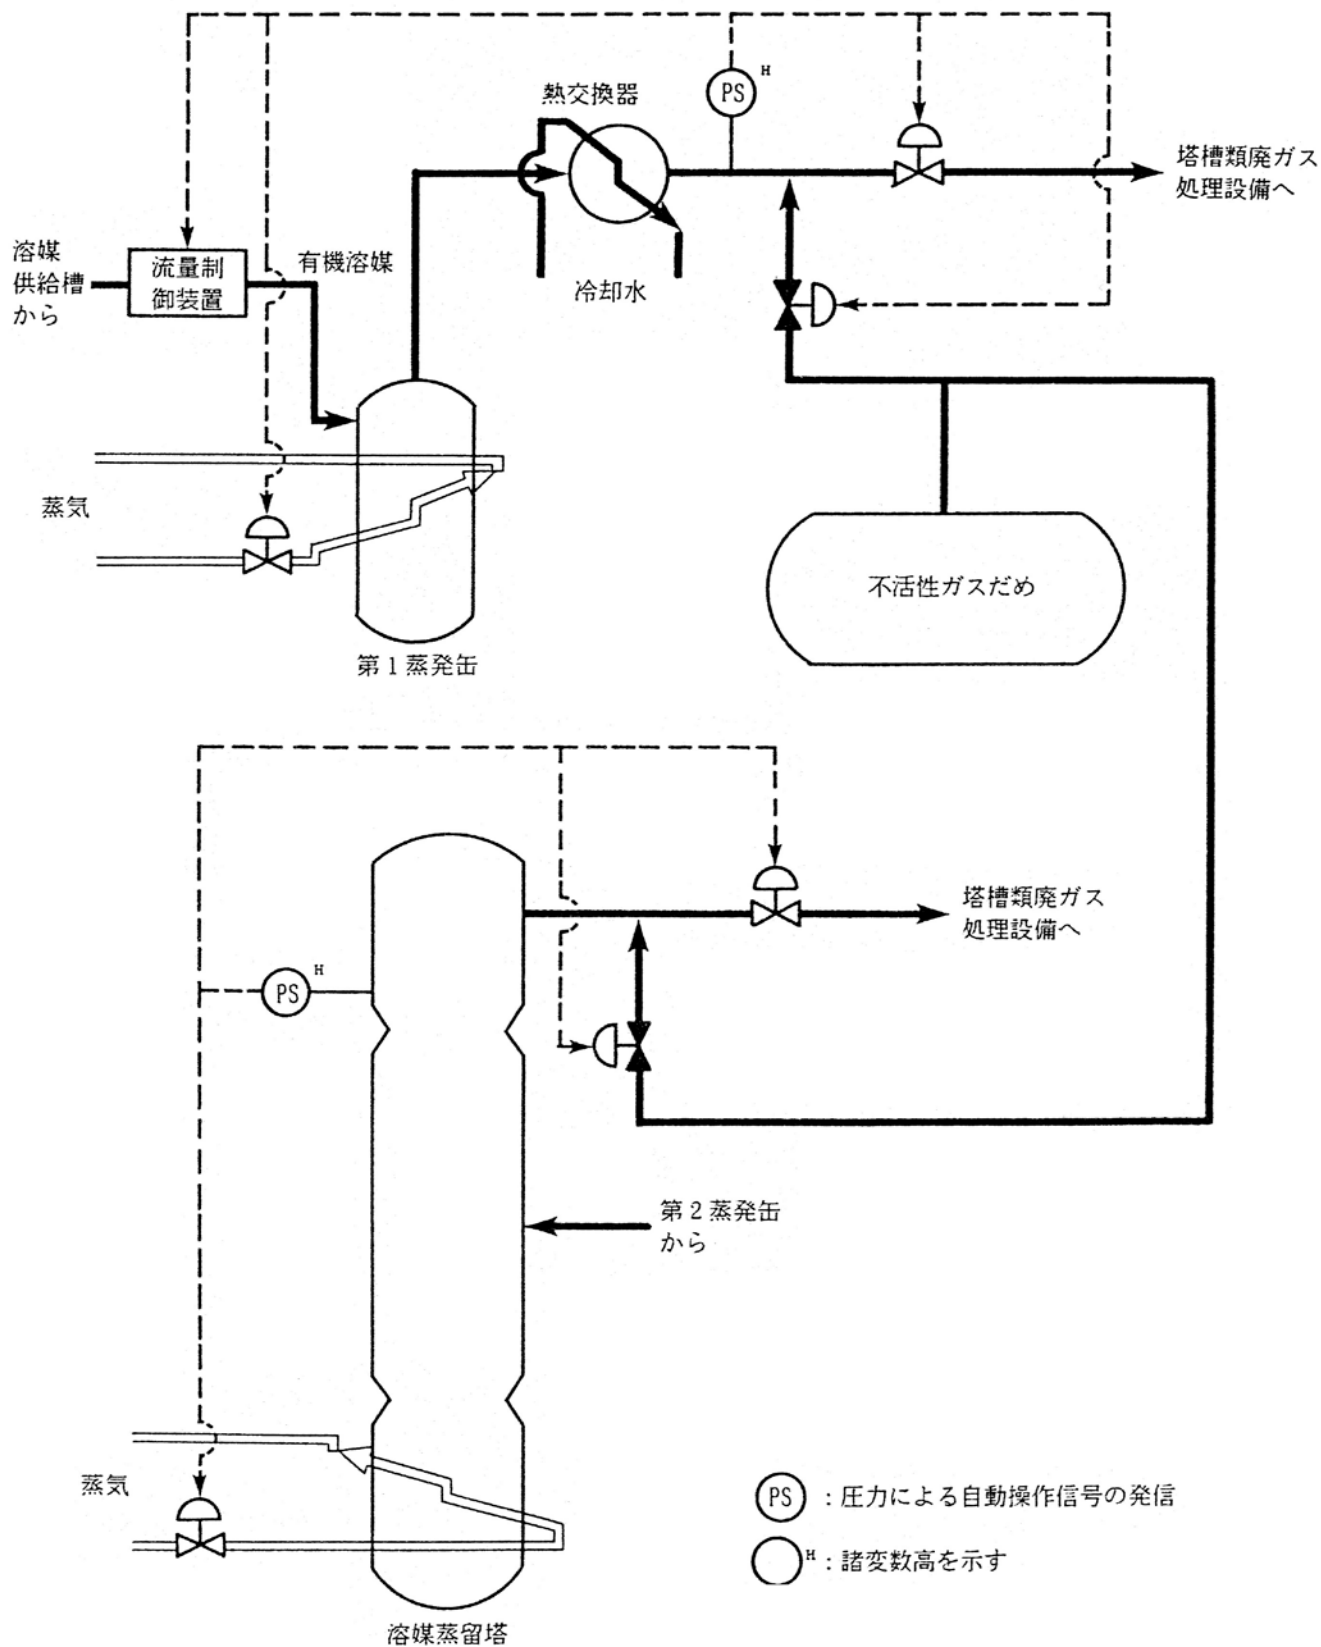 PS
H
熱交換器
塔槽類廃ガス
処理設備へ
溶媒
供給槽
から
流量制
御装置
有機溶媒
冷却水
蒸気
不活性ガスだめ
第1蒸発缶
塔槽類廃ガス
処理設備へ
PS
H
第2蒸発缶
から
蒸気
PS：圧力による自動操作信号の発信
H：諸変数高を示す
溶媒蒸留塔